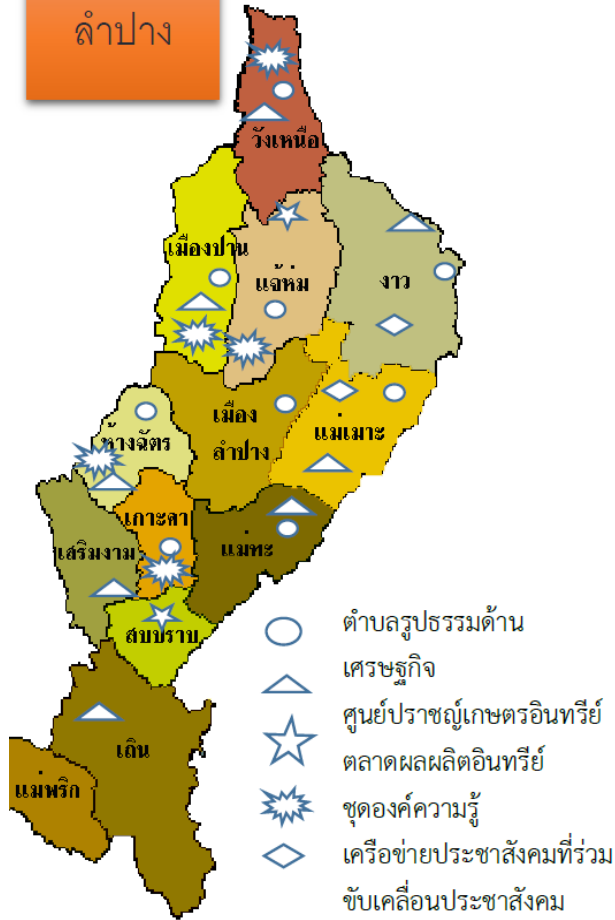 ลำปาง
วังเหนือ
เมืองปาน
แจ้ห่ม
งาว
เมือง
ลำปาง
แม่เมาะ
ห้างฉัตร
เกาะคา
แม่ทะ
เสริมงาม
สบปราบ
เถิน
แม่พริก
ตำบลรูปธรรมด้าน
เศรษฐกิจ
ศูนย์ปราชญ์เกษตรอินทรีย์
ตลาดผลผลิตอินทรีย์
ชุดองค์ความรู้
เครือข่ายประชาสังคมที่ร่วม
ขับเคลื่อนประชาสังคม